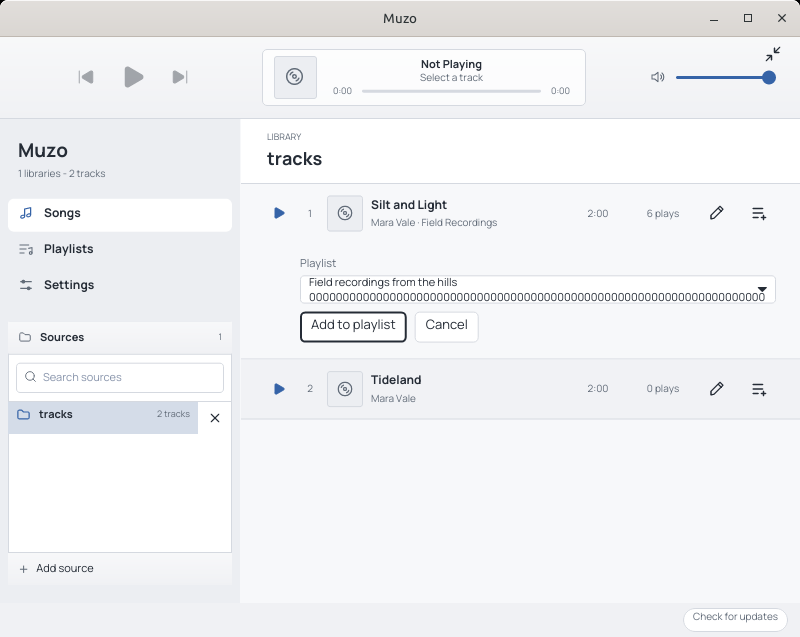 Muzo
Not Playing
Select a track
0:00
0:00
Muzo
1 libraries - 2 tracks
Songs
Playlists
Settings
Sources
1
Search sources
tracks
2 tracks
Add source
LIBRARY
tracks
1
Silt and Light
Mara Vale · Field Recordings
2:00
6 plays
Playlist
Field recordings from the hills
00000000000000000000000000000000000000000000000000000000000000000000
Add to playlist
Cancel
2
Tideland
Mara Vale
2:00
0 plays
Check for updates